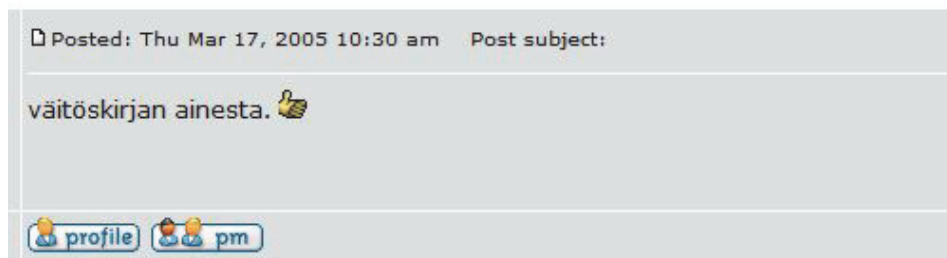 Posted: Thu Mar 17, 2005 10:30 am Post subject:
väitöskirjan ainesta.
profile pm